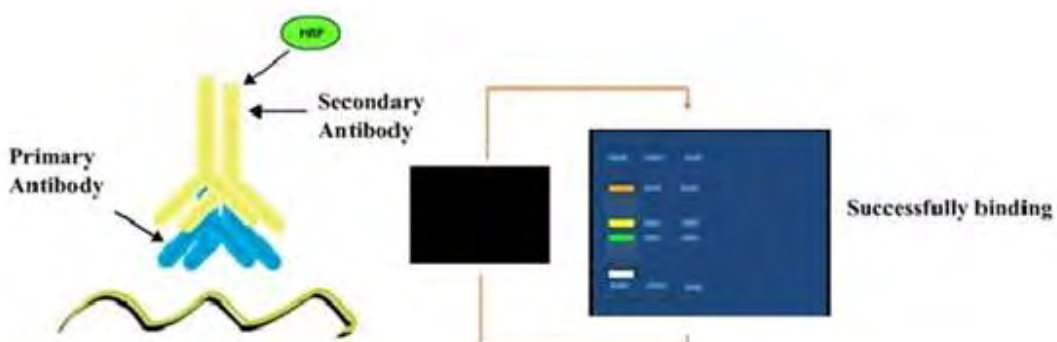 HRP
Secondary
Antibody
Primary
Antibody
Successfully binding